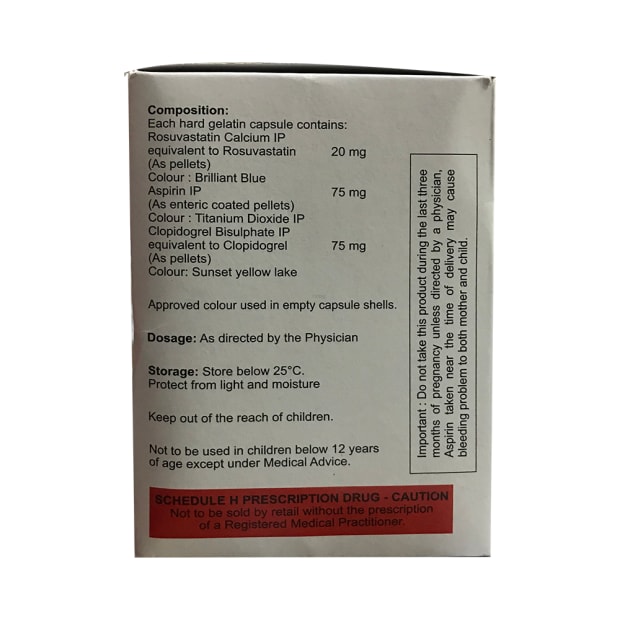 Composition:
Each hard gelatin capsule contains:
Rosuvastatin Calcium IP
equivalent to Rosuvastatin 20 mg
(As pellets)
Colour : Brilliant Blue
Aspirin IP 75 mg
(As enteric coated pellets)
Colour : Titanium Dioxide IP
Clopidogrel Bisulphate IP
equivalent to Clopidogrel 75 mg
(As pellets)
Colour: Sunset yellow lake
Approved colour used in empty capsule shells.
Dosage: As directed by the Physician
Storage: Store below 25°C.
Protect from light and moisture
Keep out of the reach of children.
Not to be used in children below 12 years
of age except under Medical Advice.
SCHEDULE H PRESCRIPTION DRUG - CAUTION
Not to be sold by retail without the prescription
of a Registered Medical Practitioner.
Important : Do not take this product during the last three
months of pregnancy unless directed by a physician,
Aspirin taken near the time of delivery may cause
bleeding problem to both mother and child.